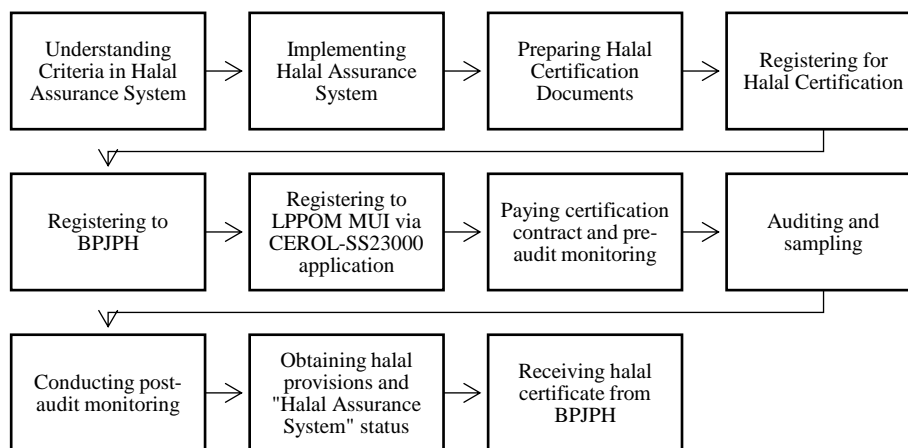 Understanding
Criteria in Halal
Assurance System
Implementing
Halal Assurance
System
Preparing Halal
Certification
Documents
Registering for
Halal Certification
Registering to
BPJPH
Registering to
LPPOM MUI via
CEROL-SS23000
application
Paying certification
contract and pre-
audit monitoring
Auditing and
sampling
Conducting post-
audit monitoring
Obtaining halal
provisions and
"Halal Assurance
System" status
Receiving halal
certificate from
BPJPH